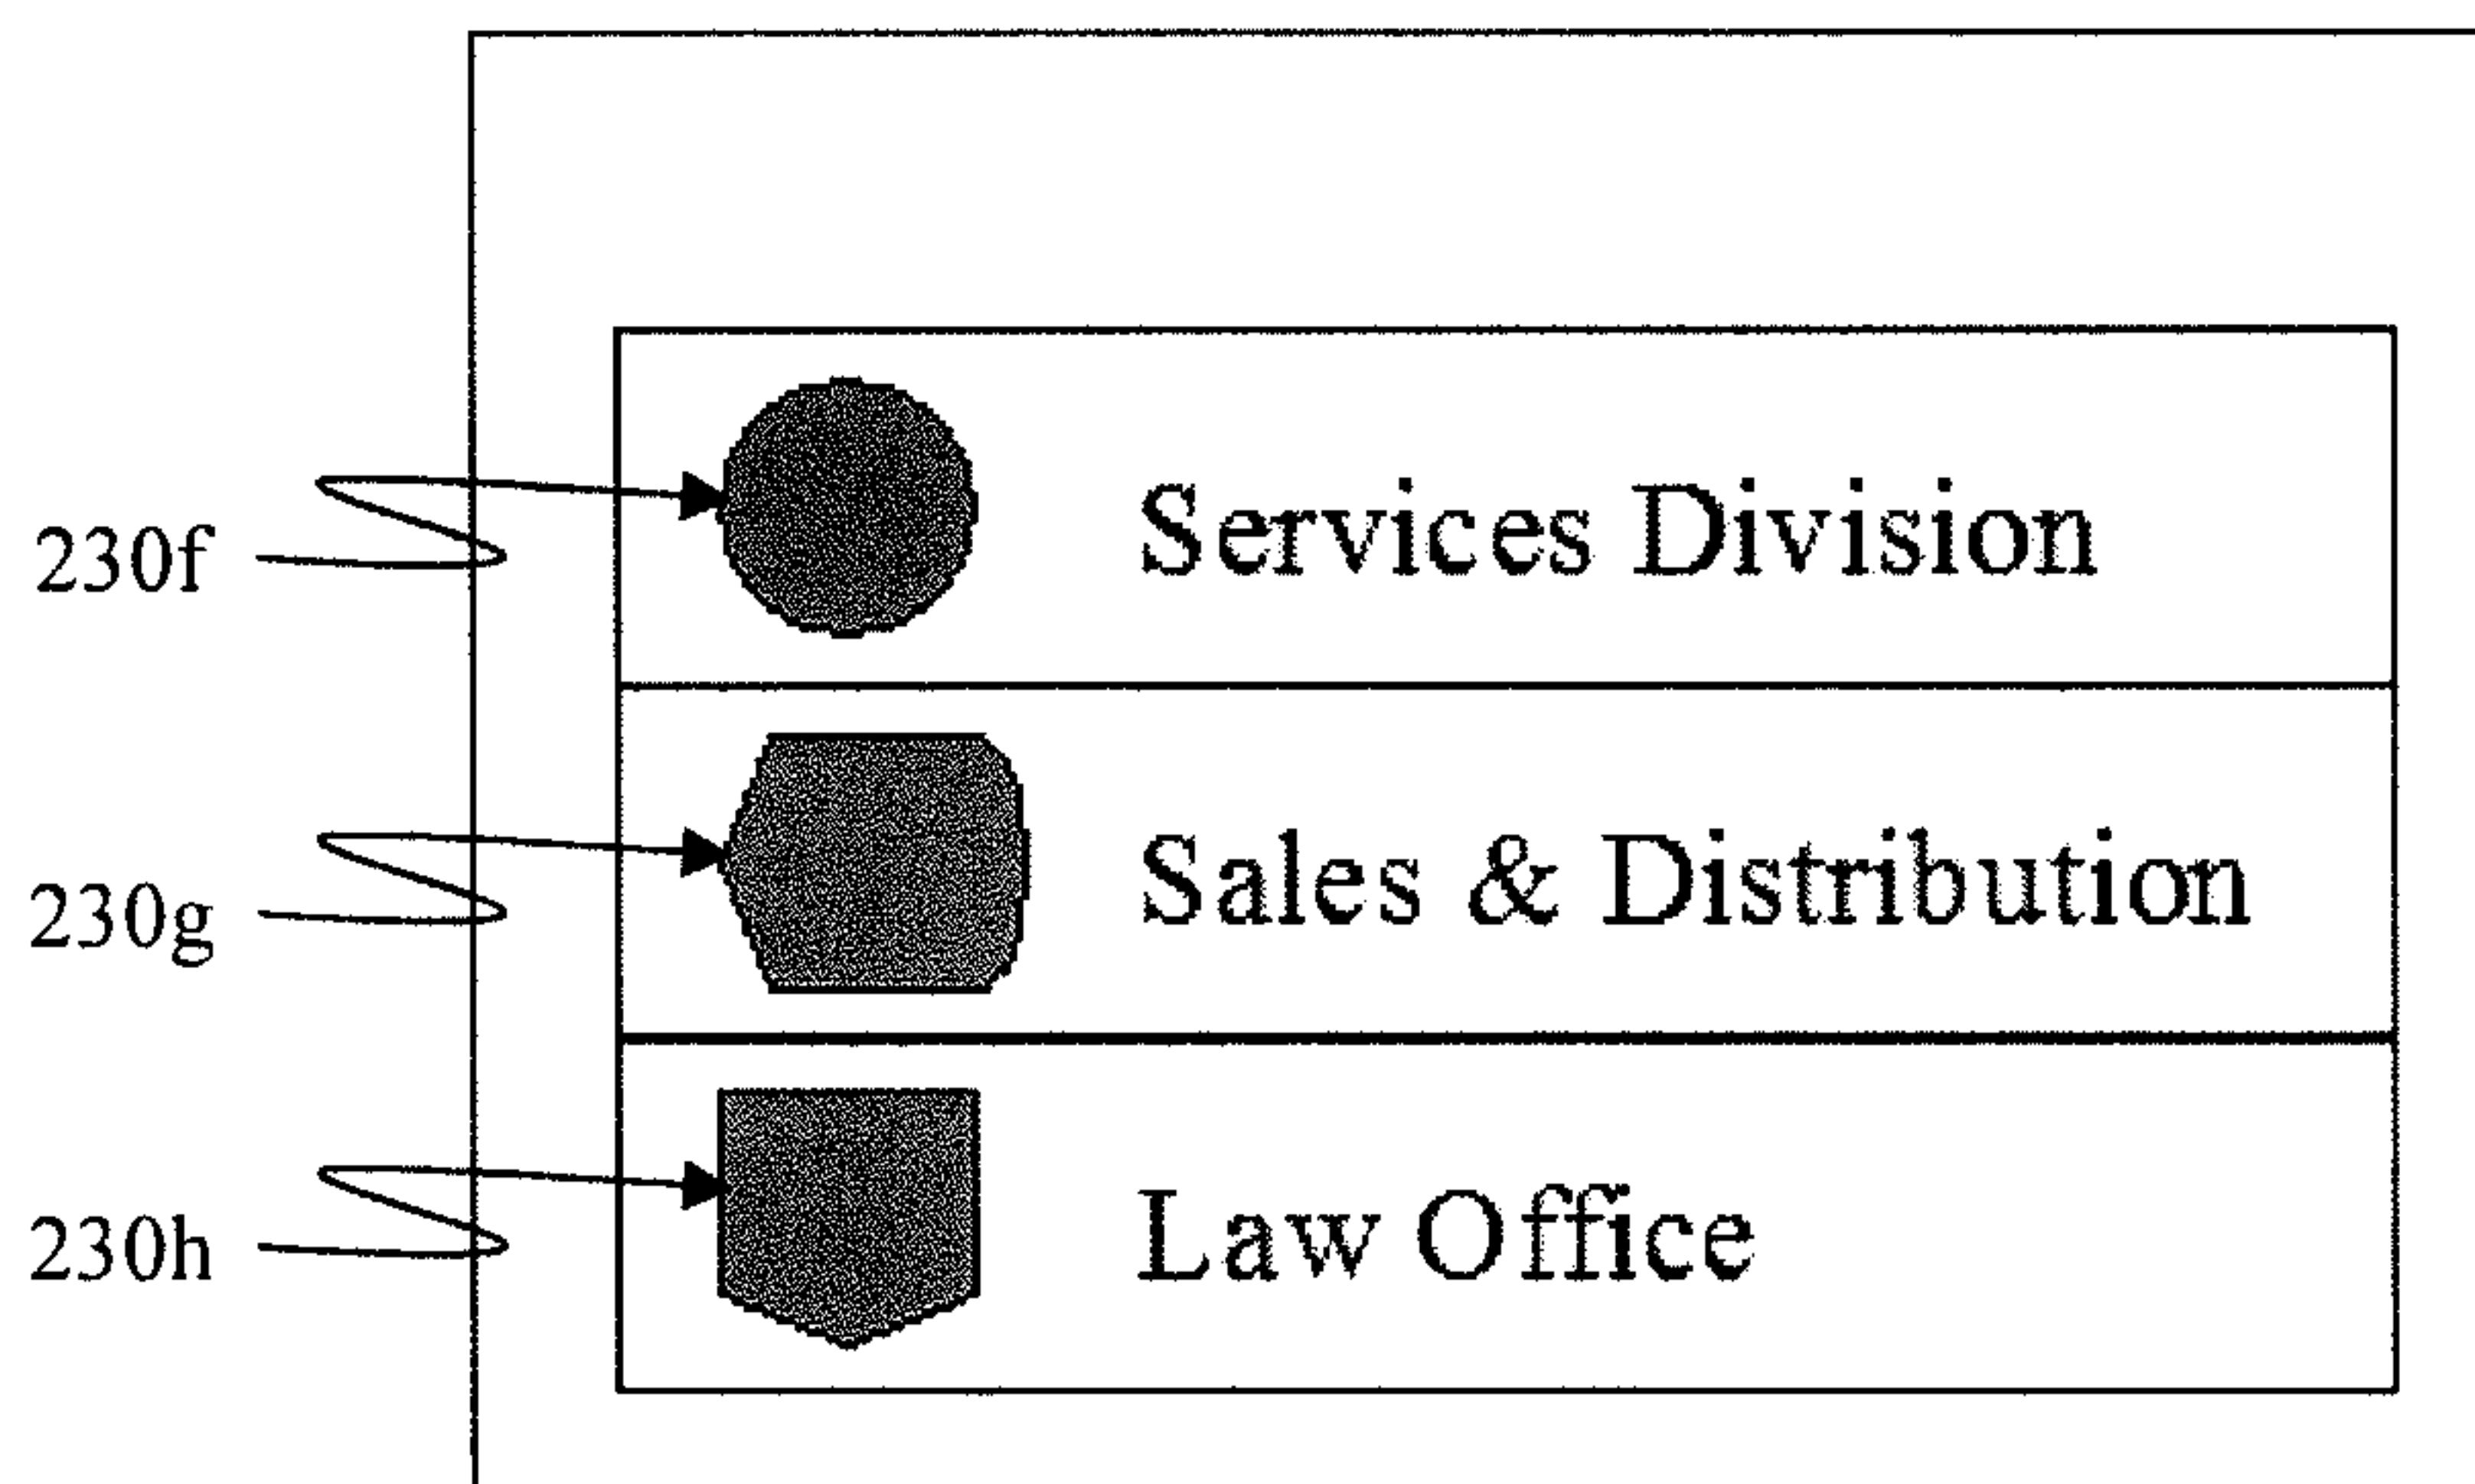 230f
Services Division
230g
Sales & Distribution
230h
Law Office